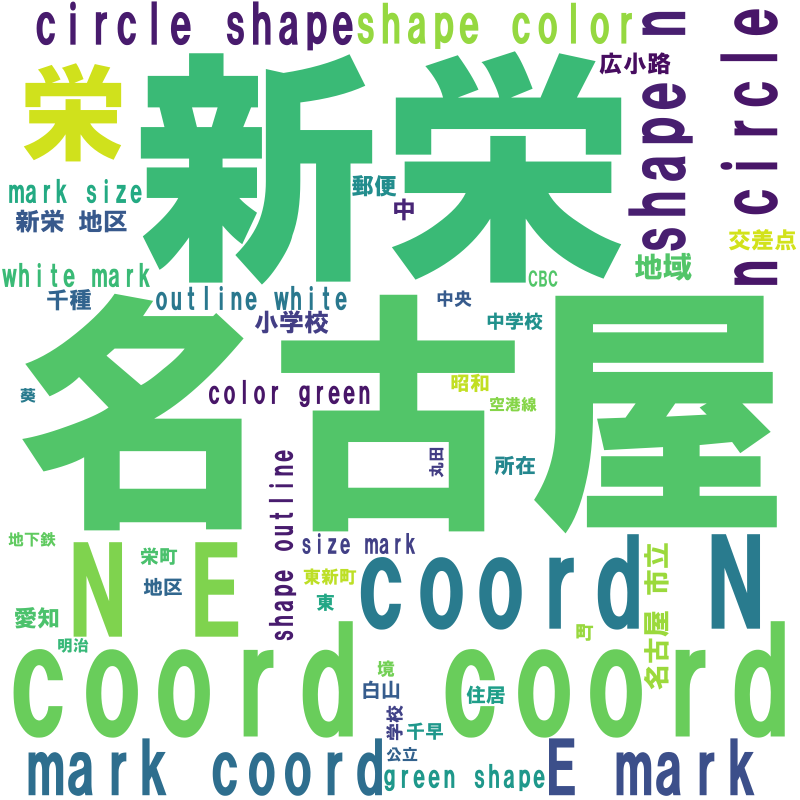 circle shape
shape color
shape n
n circle
広小路
栄
新栄
mark size
郵便
中
新栄 地区
交差点
地域
white mark
CBC
千種
outline white
中央
小学校
中学校
名古屋
昭和
color green
葵
空港線
丸田
所在
shape outline
地下鉄
size mark
栄町
N E
coord N
東新町
地区
東
名古屋 市立
愛知
町
明治
coord coord
境
白山
住居
学校
千早
mark coord
公立
E mark
green shape